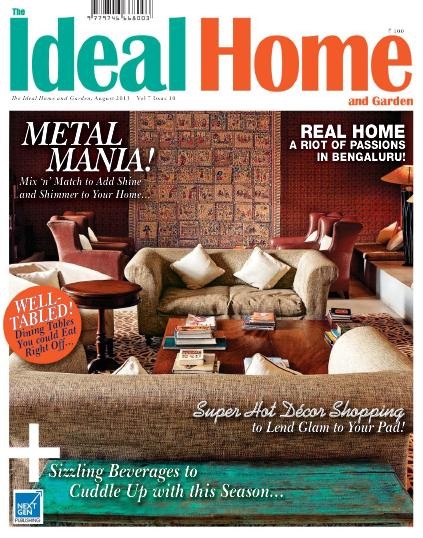 9 779746 668003
The
Ideal Home
and Garden
₹ 100
The Ideal Home and Garden, August 2013 Vol 7 Issue 10
METAL
MANIA!
Mix 'n' Match to Add Shine
and Shimmer to Your Home...
REAL HOME
A RIOT OF PASSIONS
IN BENGALURU!
WELL-
TABLED!
Dining Tables
You could Eat
Right Off...
Super Hot Décor Shopping
to Lend Glam to Your Pad!
+
Sizzling Beverages to
Cuddle Up with this Season...
NEXT
GEN
PUBLISHING